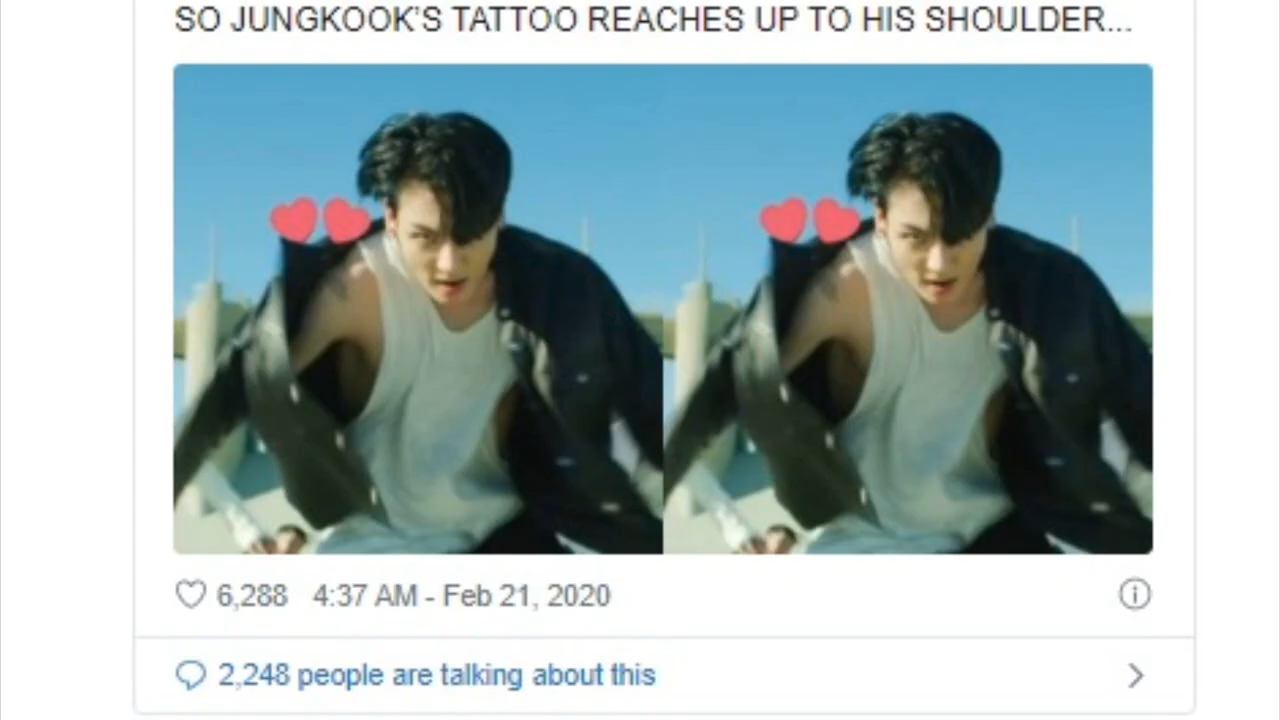 SO JUNGKOOK'S TATTOO REACHES UP TO HIS SHOULDER...
6,288 4:37 AM - Feb 21, 2020
2,248 people are talking about this